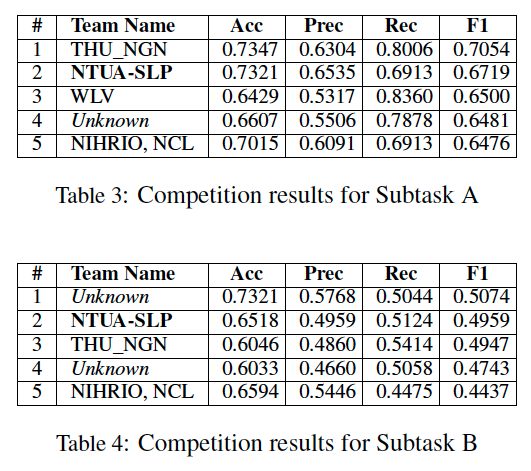 # Team Name Acc Prec Rec F1
1 THU_NGN 0.7347 0.6304 0.8006 0.7054
2 NTUA-SLP 0.7321 0.6535 0.6913 0.6719
3 WLV 0.6429 0.5317 0.8360 0.6500
4 Unknown 0.6607 0.5506 0.7878 0.6481
5 NIHRIO, NCL 0.7015 0.6091 0.6913 0.6476
Table 3: Competition results for Subtask A
# Team Name Acc Prec Rec F1
1 Unknown 0.7321 0.5768 0.5044 0.5074
2 NTUA-SLP 0.6518 0.4959 0.5124 0.4959
3 THU_NGN 0.6046 0.4860 0.5414 0.4947
4 Unknown 0.6033 0.4660 0.5058 0.4743
5 NIHRIO, NCL 0.6594 0.5446 0.4475 0.4437
Table 4: Competition results for Subtask B